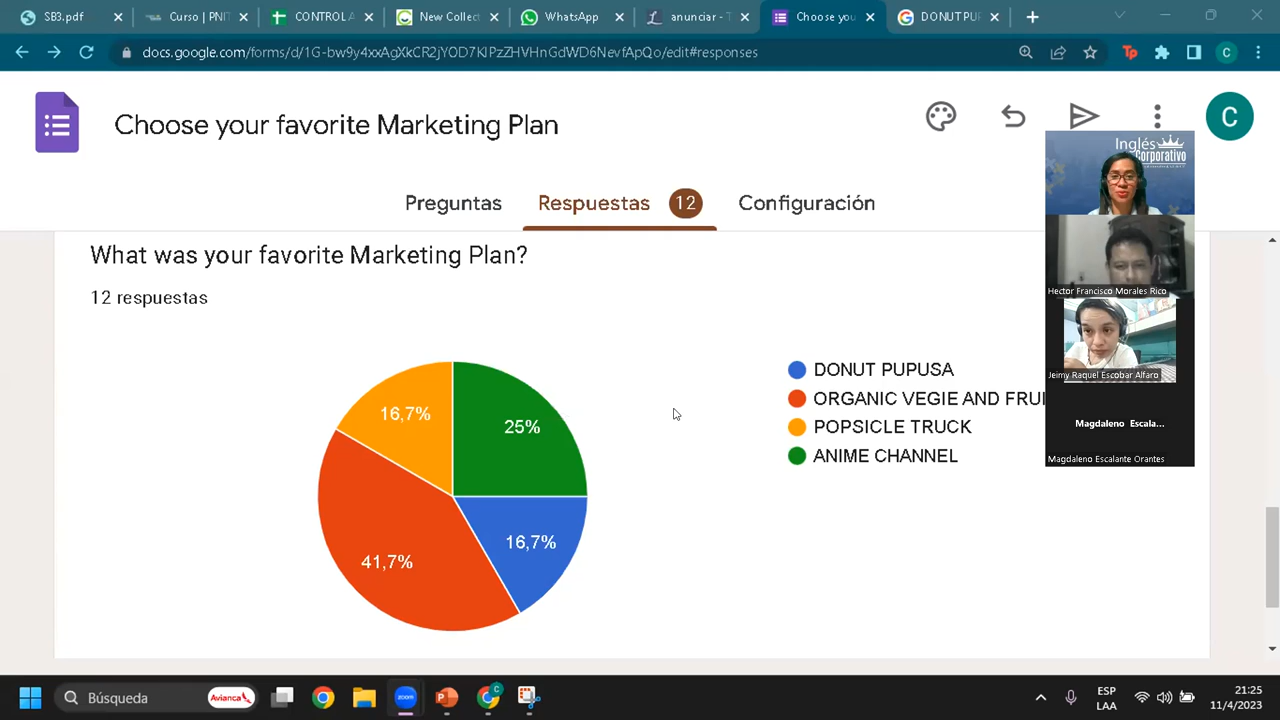 SB3.pdf
Curso | PNI
CONTROL A
New Collect
WhatsApp
anunciar - T
Choose you
DONUT PUP
docs.google.com/forms/d/1G-bw9y4xxAgXkCR2jYOD7KIPzZHVHnGdWD6NevfApQo/edit#responses
Choose your favorite Marketing Plan
C
C
Inglés
Corporativo
Preguntas
Respuestas
12
Configuración
What was your favorite Marketing Plan?
12 respuestas
Hector Francisco Morales Rico
Jeimy Raquel Escobar Alfaro
Magdaleno Escala...
Magdaleno Escalante Orantes
DONUT PUPUSA
ORGANIC VEGIE AND FRUI
POPSICLE TRUCK
ANIME CHANNEL
16,7%
25%
41,7%
16,7%
Búsqueda
Avianca
zoom
ESP
LAA
21:25
11/4/2023